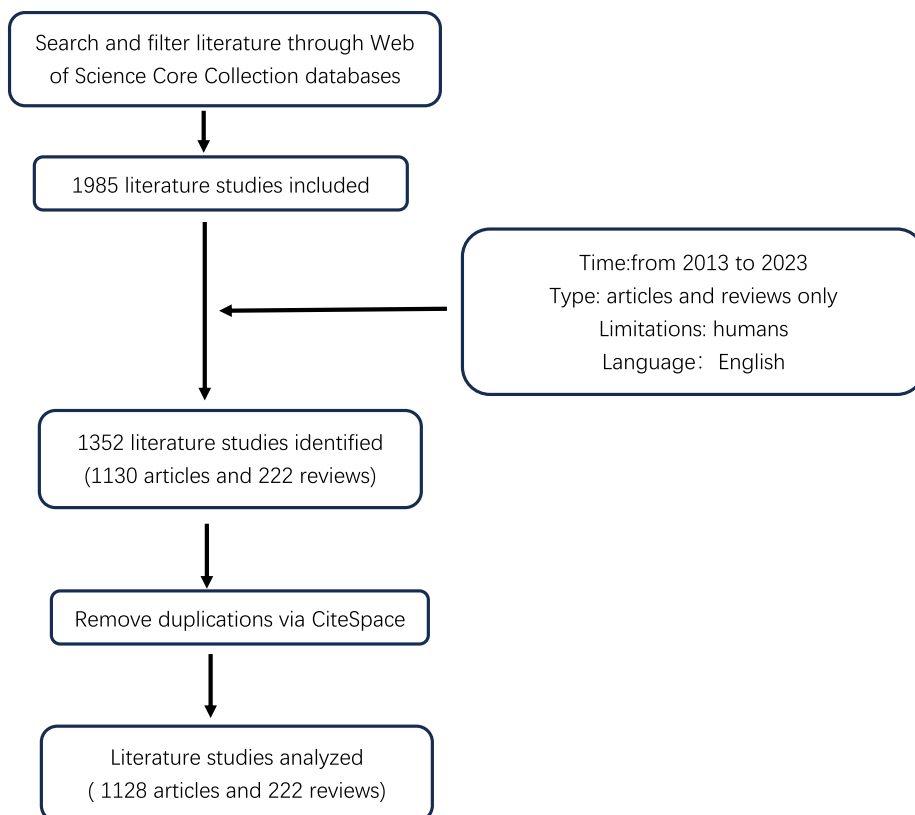 Search and filter literature through Web
of Science Core Collection databases
1985 literature studies included
Time:from 2013 to 2023
Type: articles and reviews only
Limitations: humans
Language： English
1352 literature studies identified
(1130 articles and 222 reviews)
Remove duplications via CiteSpace
Literature studies analyzed
( 1128 articles and 222 reviews)